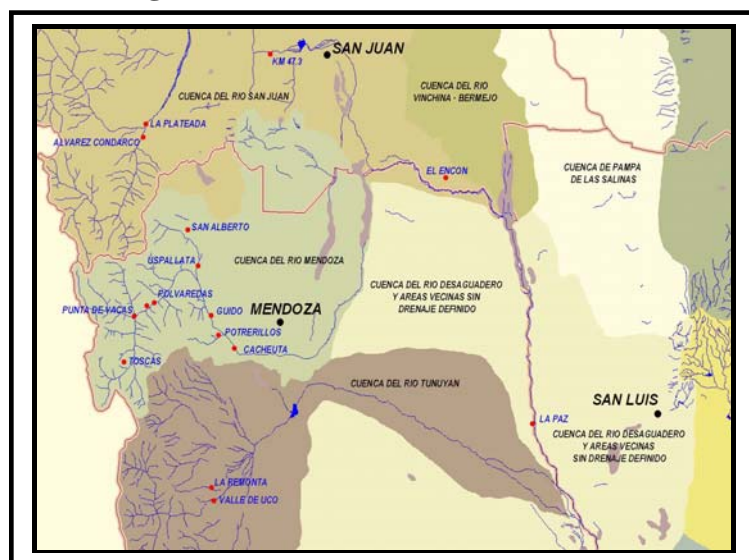 SAN JUAN
KM 47.3
CUENCA DEL RIO
VINCHINA - BERMEJO
CUENCA DEL RIO SAN JUAN
LA PLATEADA
ALVAREZ CONDARCO
EL ENCON
CUENCA DE PAMPA
DE LAS SALINAS
SAN ALBERTO
USPALLATA
CUENCA DEL RIO MENDOZA
CUENCA DEL RIO DESAGUADERO
Y AREAS VECINAS SIN
DRENAJE DEFINIDO
POLVAREDAS
PUNTA DE VACAS
GUIDO
MENDOZA
POTRERILLOS
CACHEUTA
TOSCAS
CUENCA DEL RIO TUNUYAN
SAN LUIS
LA PAZ
CUENCA DEL RIO DESAGUADERO
Y AREAS VECINAS
SIN DRENAJE DEFINIDO
LA REMONTA
VALLE DE UCO